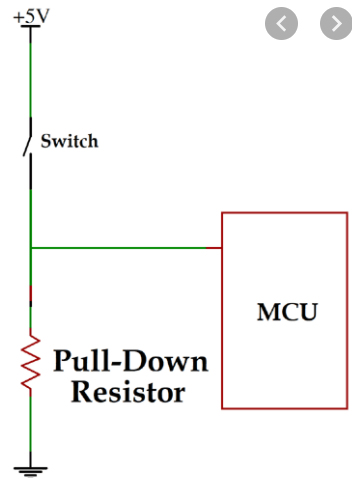 +5V
Switch
MCU
Pull-Down
Resistor